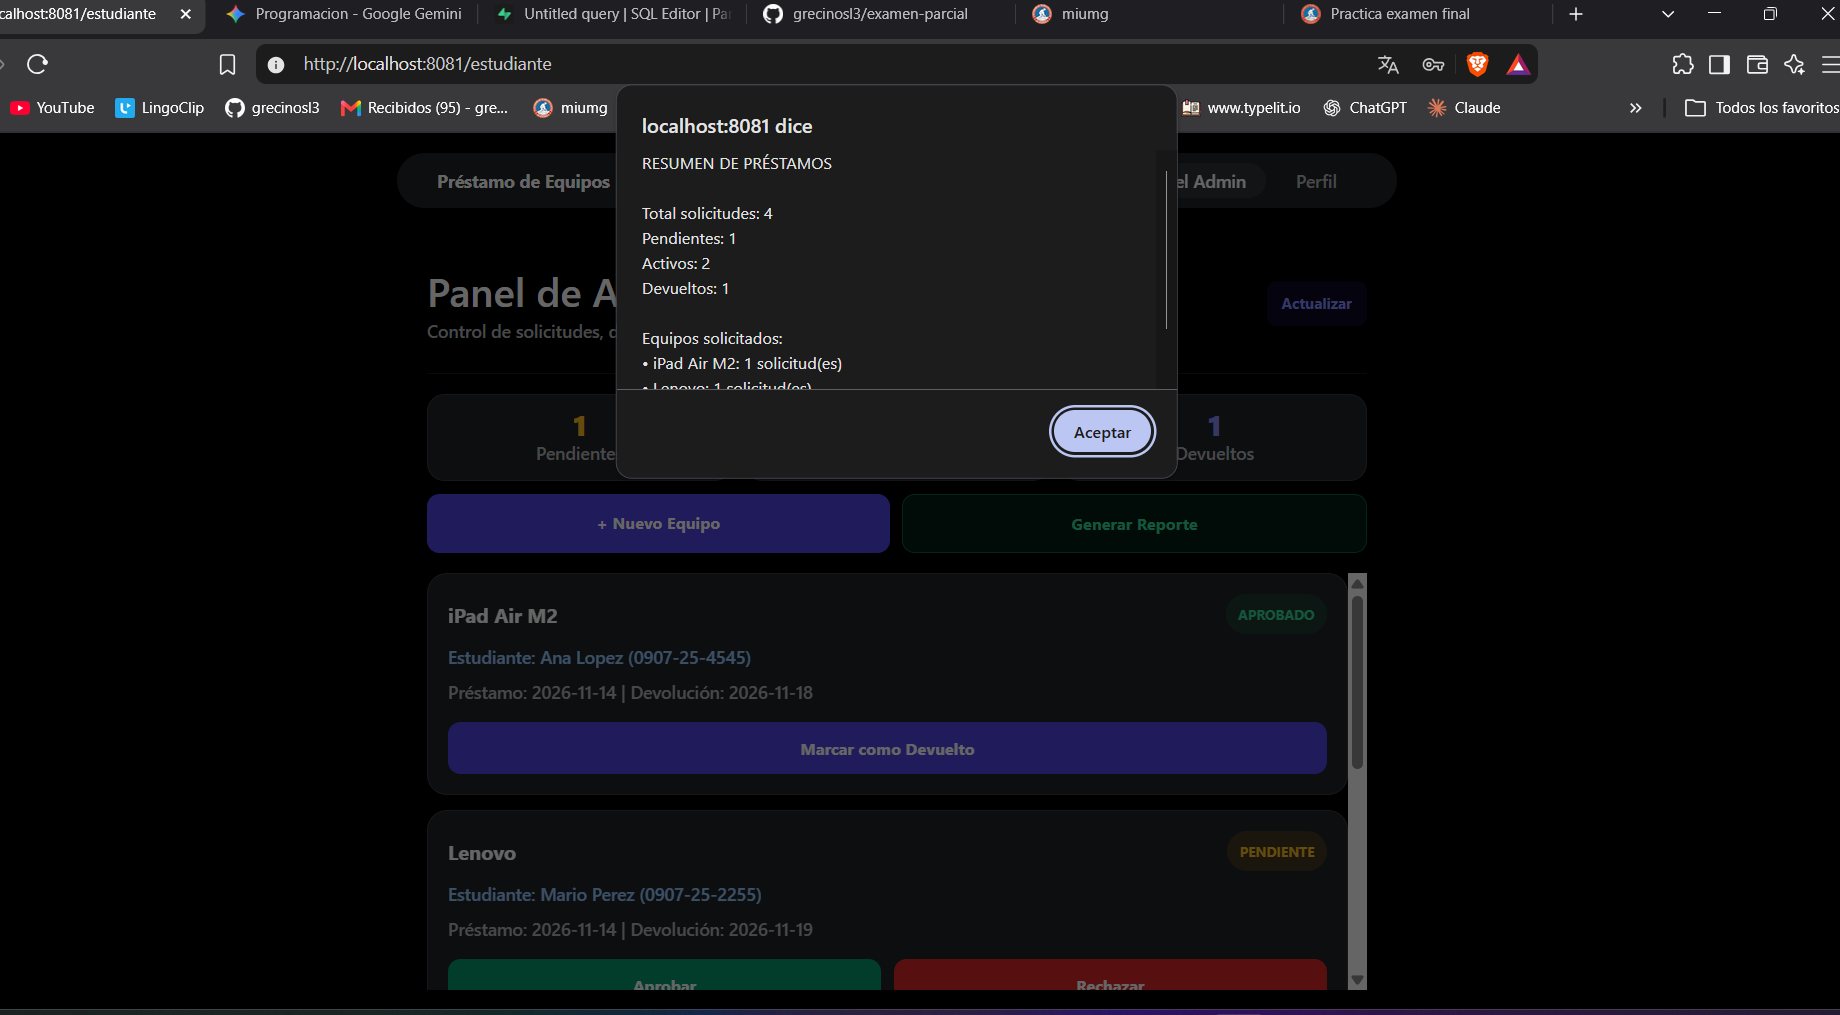 calhost:8081/estudiante
Programacion - Google Gemini
Untitled query | SQL Editor | Par
grecinosl3/examen-parcial
miumg
Practica examen final
http://localhost:8081/estudiante
YouTube
LingoClip
grecinosl3
Recibidos (95) - gre...
miumg
www.typelit.io
ChatGPT
Claude
Todos los favoritos
localhost:8081 dice
RESUMEN DE PRÉSTAMOS
Total solicitudes: 4
Pendientes: 1
Activos: 2
Devueltos: 1
Equipos solicitados:
• iPad Air M2: 1 solicitud(es)
• Lenovo: 1 solicitud(es)
Aceptar
Préstamo de Equipos
el Admin
Perfil
Panel de A
Control de solicitudes,
Actualizar
1
Pendiente
1
Devueltos
+ Nuevo Equipo
Generar Reporte
iPad Air M2
APROBADO
Estudiante: Ana Lopez (0907-25-4545)
Préstamo: 2026-11-14 | Devolución: 2026-11-18
Marcar como Devuelto
Lenovo
PENDIENTE
Estudiante: Mario Perez (0907-25-2255)
Préstamo: 2026-11-14 | Devolución: 2026-11-19
Aprobar
Rechazar